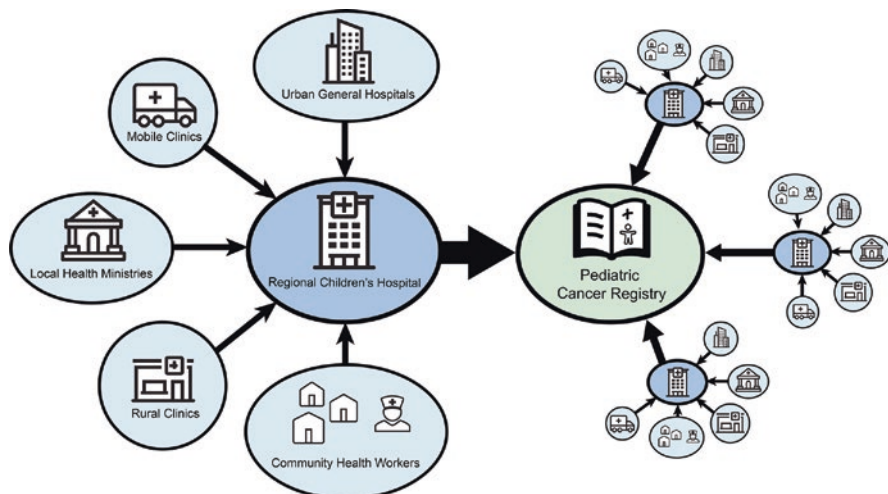 Urban General Hospitals
Mobile Clinics
Local Health Ministries
Regional Children's Hospital
Rural Clinics
Community Health Workers
Pediatric
Cancer Registry